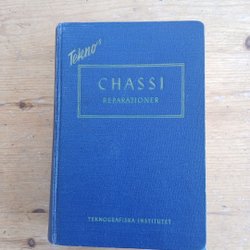 Tekno's
CHASSI
REPARATIONER
TEKNOGRAFISKA INSTITUTET